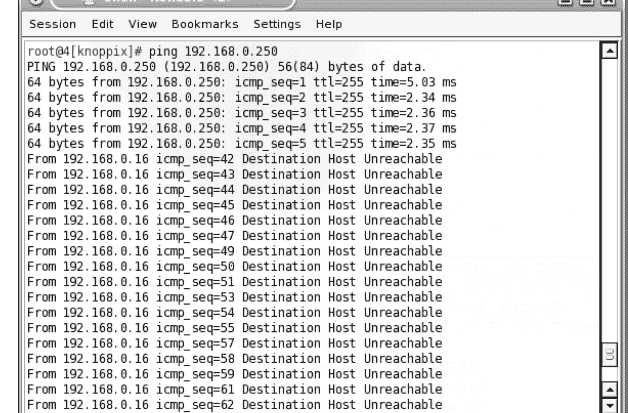 Session Edit View Bookmarks Settings Help
root@4[knoppix]# ping 192.168.0.250
PING 192.168.0.250 (192.168.0.250) 56(84) bytes of data.
64 bytes from 192.168.0.250: icmp_seq=1 ttl=255 time=5.03 ms
64 bytes from 192.168.0.250: icmp_seq=2 ttl=255 time=2.34 ms
64 bytes from 192.168.0.250: icmp_seq=3 ttl=255 time=2.36 ms
64 bytes from 192.168.0.250: icmp_seq=4 ttl=255 time=2.37 ms
64 bytes from 192.168.0.250: icmp_seq=5 ttl=255 time=2.35 ms
From 192.168.0.16 icmp_seq=42 Destination Host Unreachable
From 192.168.0.16 icmp_seq=43 Destination Host Unreachable
From 192.168.0.16 icmp_seq=44 Destination Host Unreachable
From 192.168.0.16 icmp_seq=45 Destination Host Unreachable
From 192.168.0.16 icmp_seq=46 Destination Host Unreachable
From 192.168.0.16 icmp_seq=47 Destination Host Unreachable
From 192.168.0.16 icmp_seq=49 Destination Host Unreachable
From 192.168.0.16 icmp_seq=50 Destination Host Unreachable
From 192.168.0.16 icmp_seq=51 Destination Host Unreachable
From 192.168.0.16 icmp_seq=53 Destination Host Unreachable
From 192.168.0.16 icmp_seq=54 Destination Host Unreachable
From 192.168.0.16 icmp_seq=55 Destination Host Unreachable
From 192.168.0.16 icmp_seq=57 Destination Host Unreachable
From 192.168.0.16 icmp_seq=58 Destination Host Unreachable
From 192.168.0.16 icmp_seq=59 Destination Host Unreachable
From 192.168.0.16 icmp_seq=61 Destination Host Unreachable
From 192.168.0.16 icmp_seq=62 Destination Host Unreachable